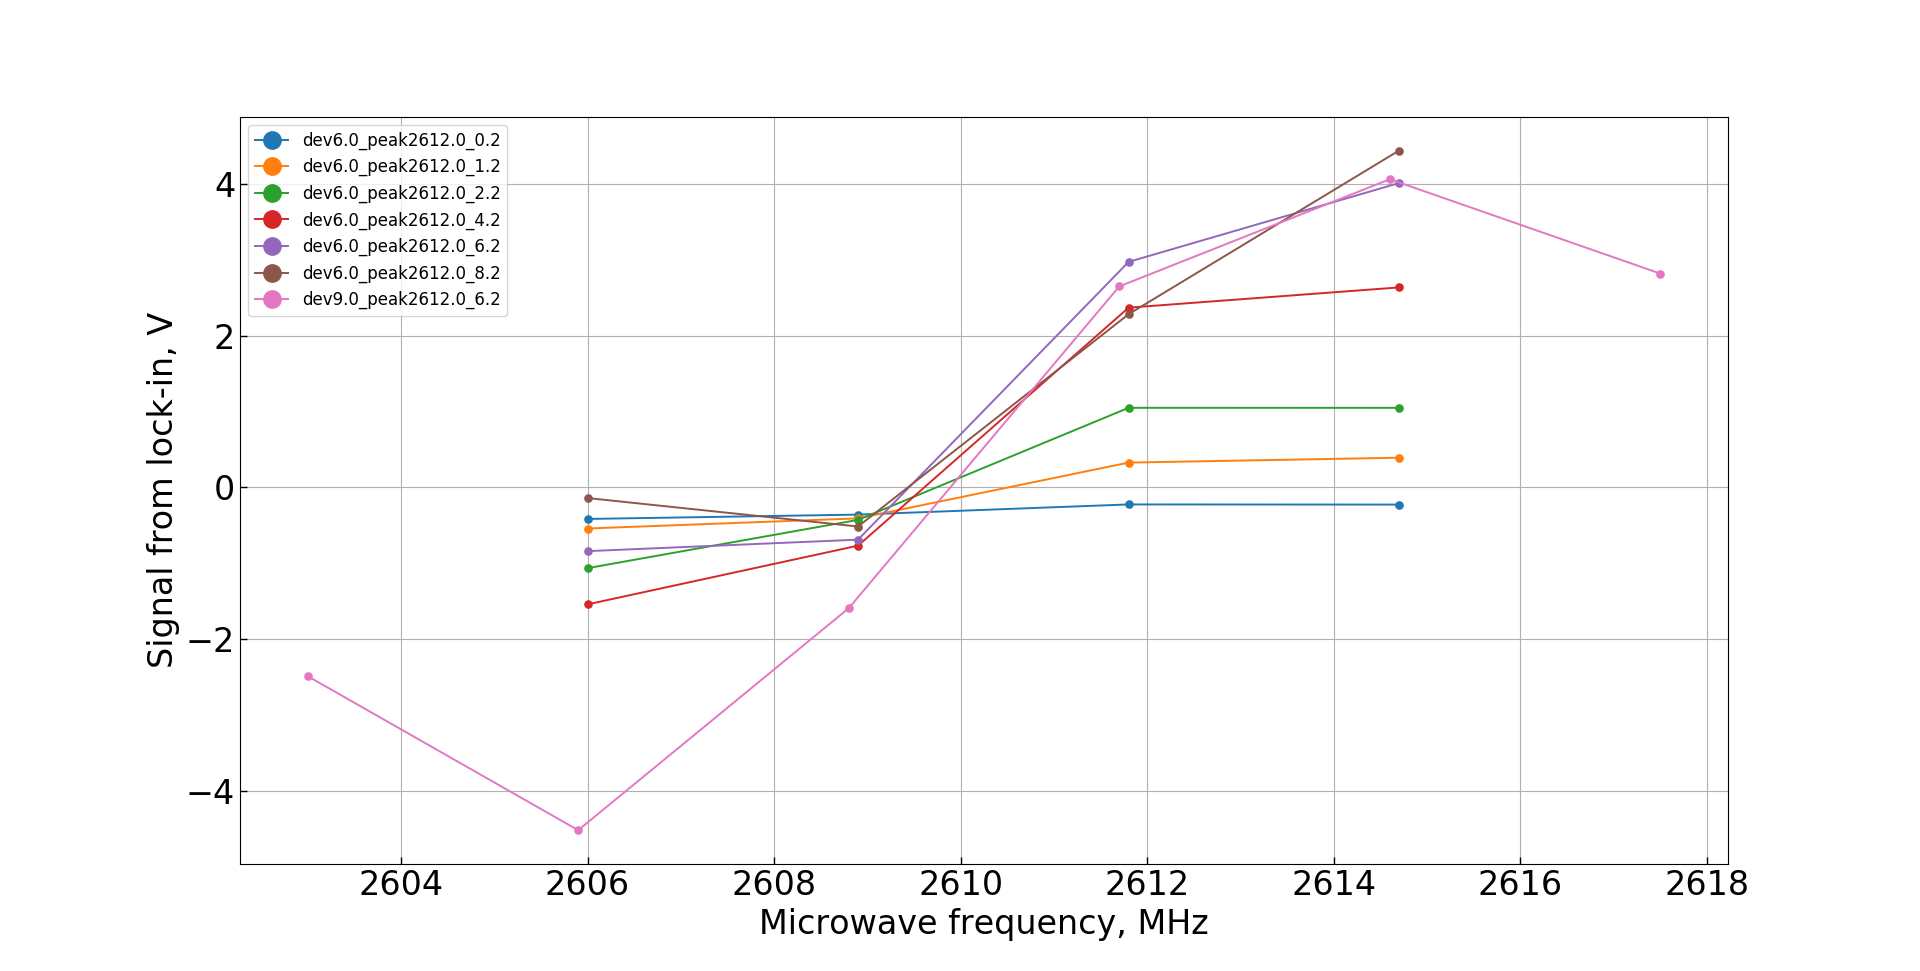 dev6.0_peak2612.0_0.2
dev6.0_peak2612.0_1.2
dev6.0_peak2612.0_2.2
dev6.0_peak2612.0_4.2
dev6.0_peak2612.0_6.2
dev6.0_peak2612.0_8.2
dev9.0_peak2612.0_6.2
Signal from lock-in, V
4
2
0
−2
−4
2604 2606 2608 2610 2612 2614 2616 2618
Microwave frequency, MHz